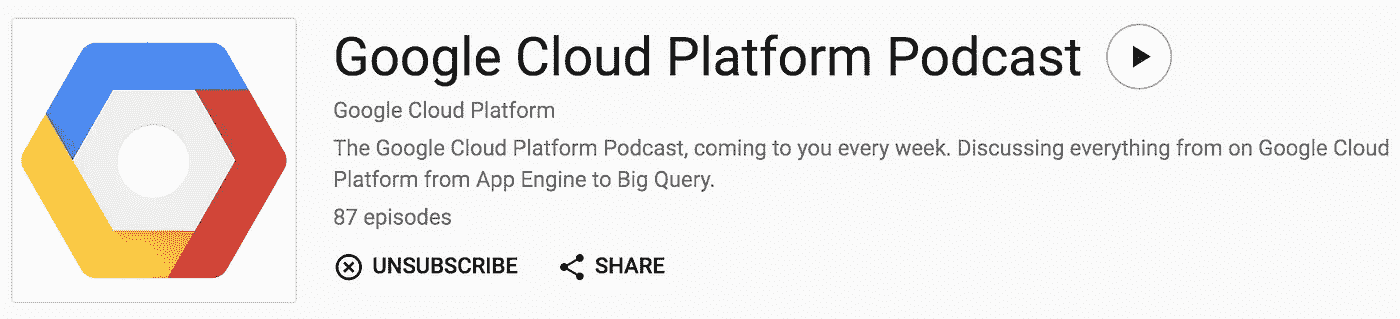 Google Cloud Platform Podcast
Google Cloud Platform
The Google Cloud Platform Podcast, coming to you every week. Discussing everything from on Google Cloud
Platform from App Engine to Big Query.
87 episodes
UNSUBSCRIBE SHARE